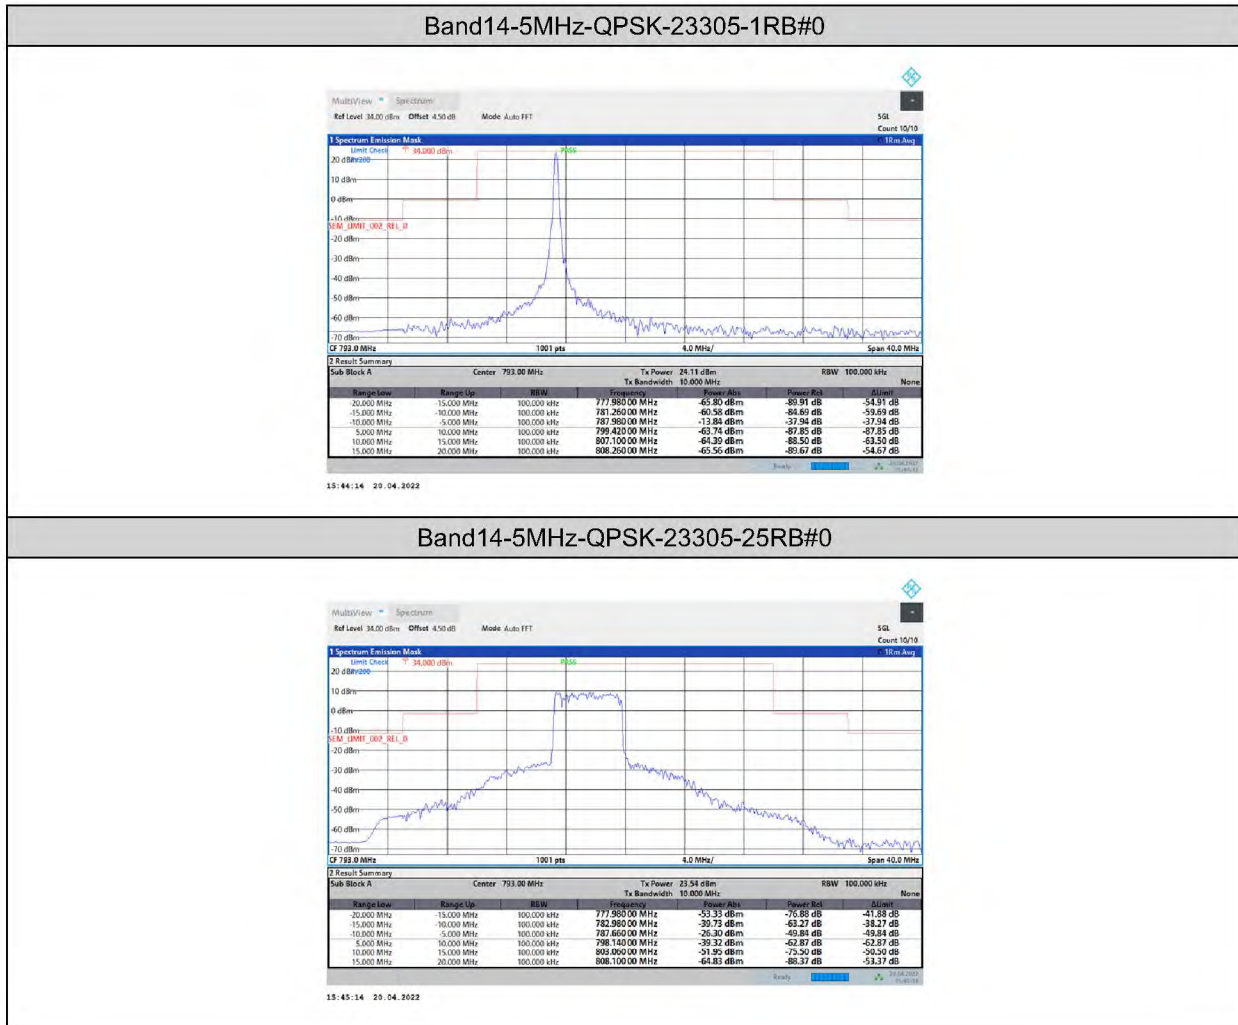 Band14-5MHz-QPSK-23305-1RB#0
MultiView Spectrum
Ref Level 34.00 dBm Offset 4.50 dB Mode Auto FFT SGL
Count 10/10
1 Spectrum Emission Mask 1Rm Avg
Limit Check 34.000 dBm PASS
20 dBm
10 dBm
0 dBm
-10 dBm
SEM_LIMIT_002_REL_0
-20 dBm
-30 dBm
-40 dBm
-50 dBm
-60 dBm
-70 dBm
CF 793.0 MHz 1001 pts 4.0 MHz/ Span 40.0 MHz
2 Result Summary
Sub Block A Center 793.00 MHz Tx Power 24.11 dBm RBW 100.000 kHz
Tx Bandwidth 10.000 MHz None
Range Low Range Up RBW Frequency Power Abs Power Rel ΔLimit
-20.000 MHz -15.000 MHz 100.000 kHz 777.98000 MHz -65.80 dBm -89.91 dB -54.91 dB
-15.000 MHz -10.000 MHz 100.000 kHz 781.26000 MHz -60.58 dBm -84.69 dB -59.69 dB
-10.000 MHz -5.000 MHz 100.000 kHz 787.98000 MHz -13.84 dBm -37.94 dB -37.94 dB
5.000 MHz 10.000 MHz 100.000 kHz 799.42000 MHz -63.74 dBm -87.85 dB -87.85 dB
10.000 MHz 15.000 MHz 100.000 kHz 807.10000 MHz -64.39 dBm -88.50 dB -63.50 dB
15.000 MHz 20.000 MHz 100.000 kHz 808.26000 MHz -65.56 dBm -89.67 dB -54.67 dB
Ready
15:44:14 20.04.2022
Band14-5MHz-QPSK-23305-25RB#0
MultiView Spectrum
Ref Level 34.00 dBm Offset 4.50 dB Mode Auto FFT SGL
Count 10/10
1 Spectrum Emission Mask 1Rm Avg
Limit Check 34.000 dBm PASS
20 dBm
10 dBm
0 dBm
-10 dBm
SEM_LIMIT_002_REL_0
-20 dBm
-30 dBm
-40 dBm
-50 dBm
-60 dBm
-70 dBm
CF 793.0 MHz 1001 pts 4.0 MHz/ Span 40.0 MHz
2 Result Summary
Sub Block A Center 793.00 MHz Tx Power 23.54 dBm RBW 100.000 kHz
Tx Bandwidth 10.000 MHz None
Range Low Range Up RBW Frequency Power Abs Power Rel ΔLimit
-20.000 MHz -15.000 MHz 100.000 kHz 777.98000 MHz -53.33 dBm -76.88 dB -41.88 dB
-15.000 MHz -10.000 MHz 100.000 kHz 782.98000 MHz -39.73 dBm -63.27 dB -38.27 dB
-10.000 MHz -5.000 MHz 100.000 kHz 787.66000 MHz -26.30 dBm -49.84 dB -49.84 dB
5.000 MHz 10.000 MHz 100.000 kHz 798.14000 MHz -39.32 dBm -62.87 dB -62.87 dB
10.000 MHz 15.000 MHz 100.000 kHz 803.06000 MHz -51.95 dBm -75.50 dB -50.50 dB
15.000 MHz 20.000 MHz 100.000 kHz 808.10000 MHz -64.83 dBm -88.37 dB -53.37 dB
Ready
15:45:14 20.04.2022